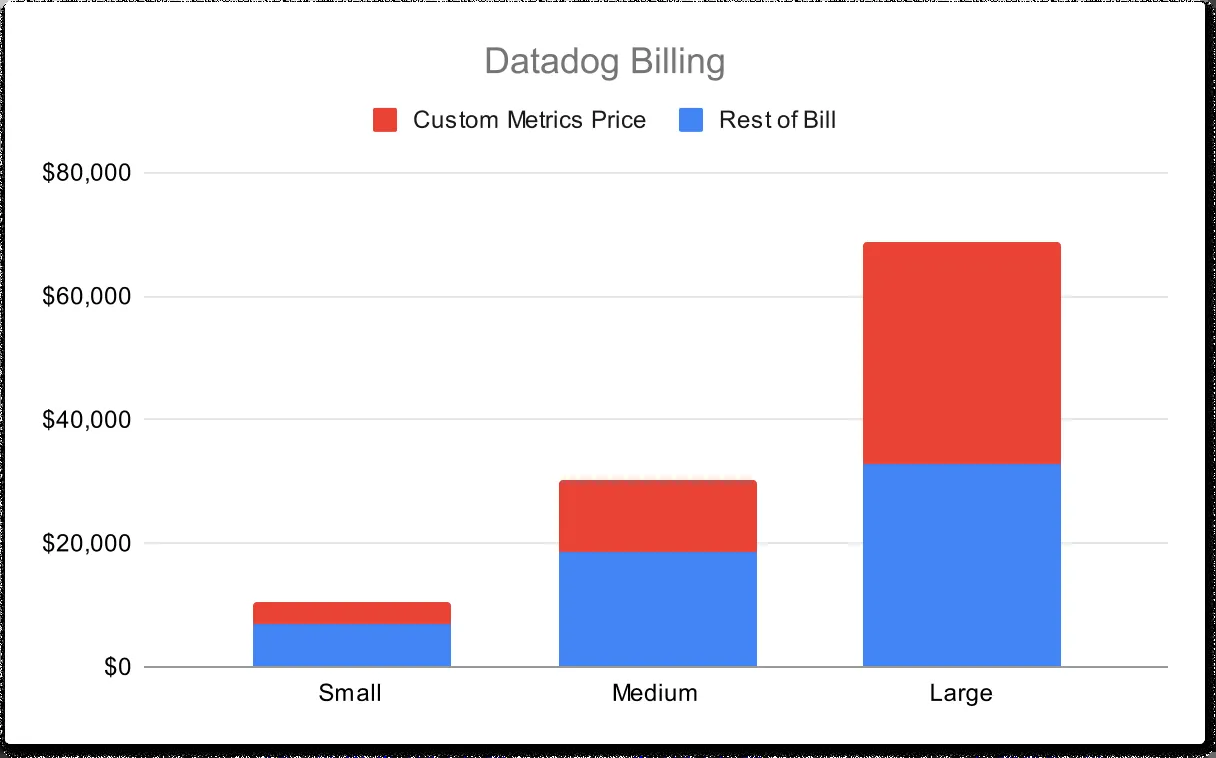 Datadog Billing
Custom Metrics Price Rest of Bill
$80,000
$60,000
$40,000
$20,000
$0
Small Medium Large